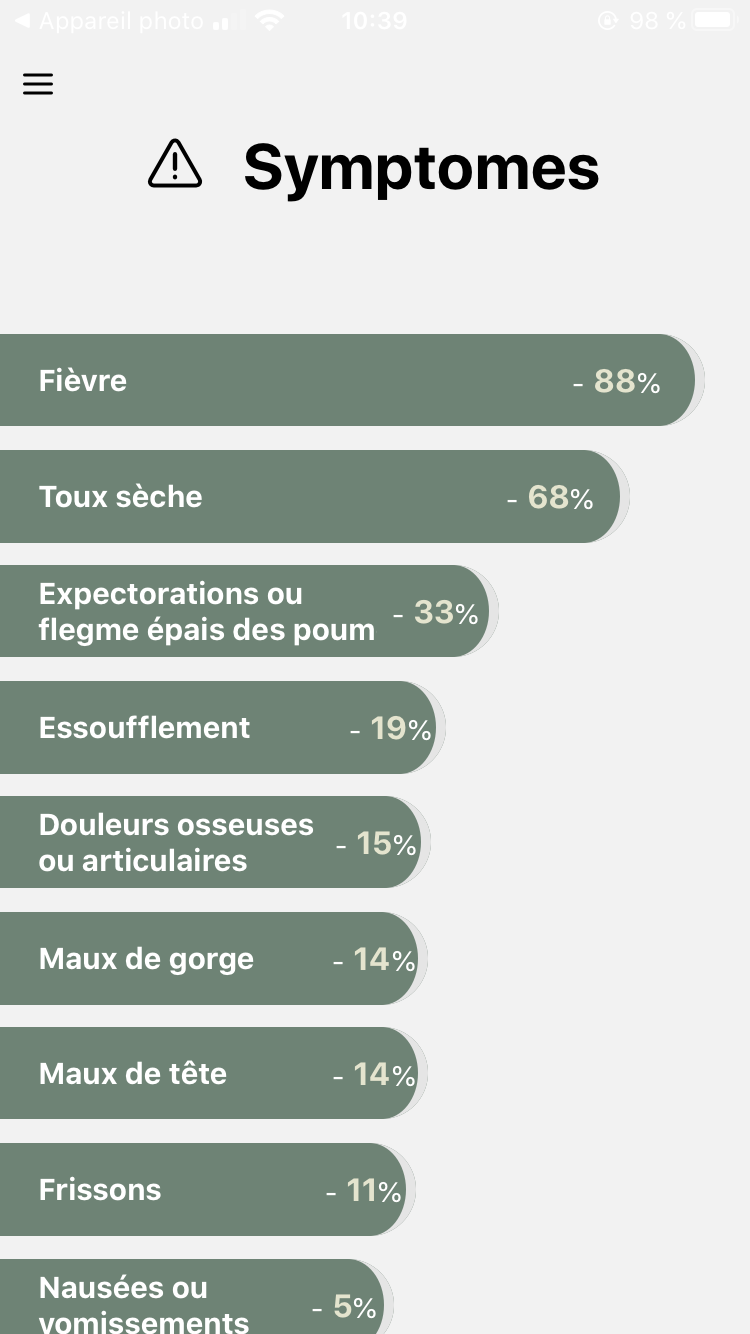 ◀ Appareil photo 10:39 98 %
Symptomes
Fièvre - 88%
Toux sèche - 68%
Expectorations ou
flegme épais des poum - 33%
Essoufflement - 19%
Douleurs osseuses
ou articulaires - 15%
Maux de gorge - 14%
Maux de tête - 14%
Frissons - 11%
Nausées ou
vomissements - 5%